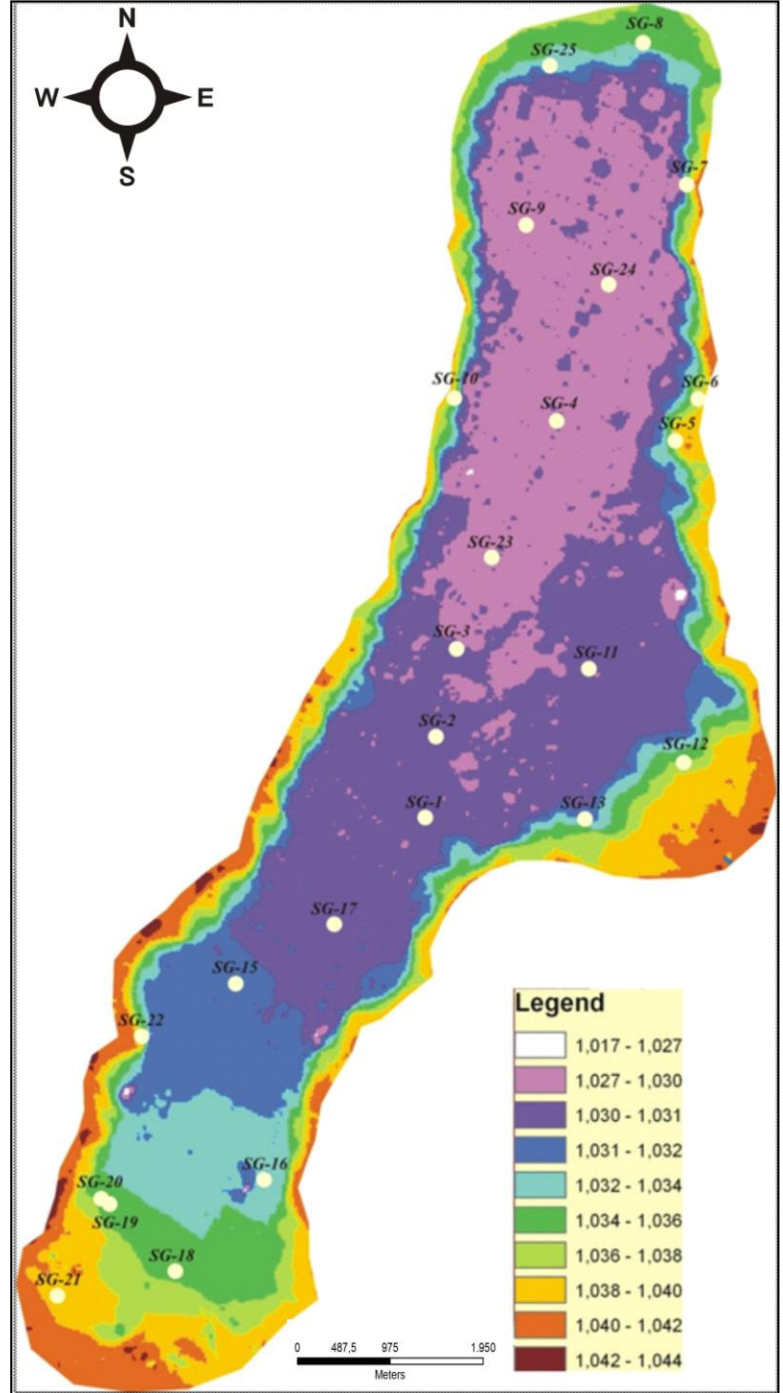 N
W E
S
SG-8
SG-25
SG-7
SG-9
SG-24
SG-10
SG-6
SG-4
SG-5
SG-23
SG-3
SG-11
SG-2
SG-12
SG-1
SG-13
SG-17
SG-15
SG-22
SG-16
SG-20
SG-19
SG-18
SG-21
Legend
1,017 - 1,027
1,027 - 1,030
1,030 - 1,031
1,031 - 1,032
1,032 - 1,034
1,034 - 1,036
1,036 - 1,038
1,038 - 1,040
1,040 - 1,042
1,042 - 1,044
0 487,5 975 1.950
Meters